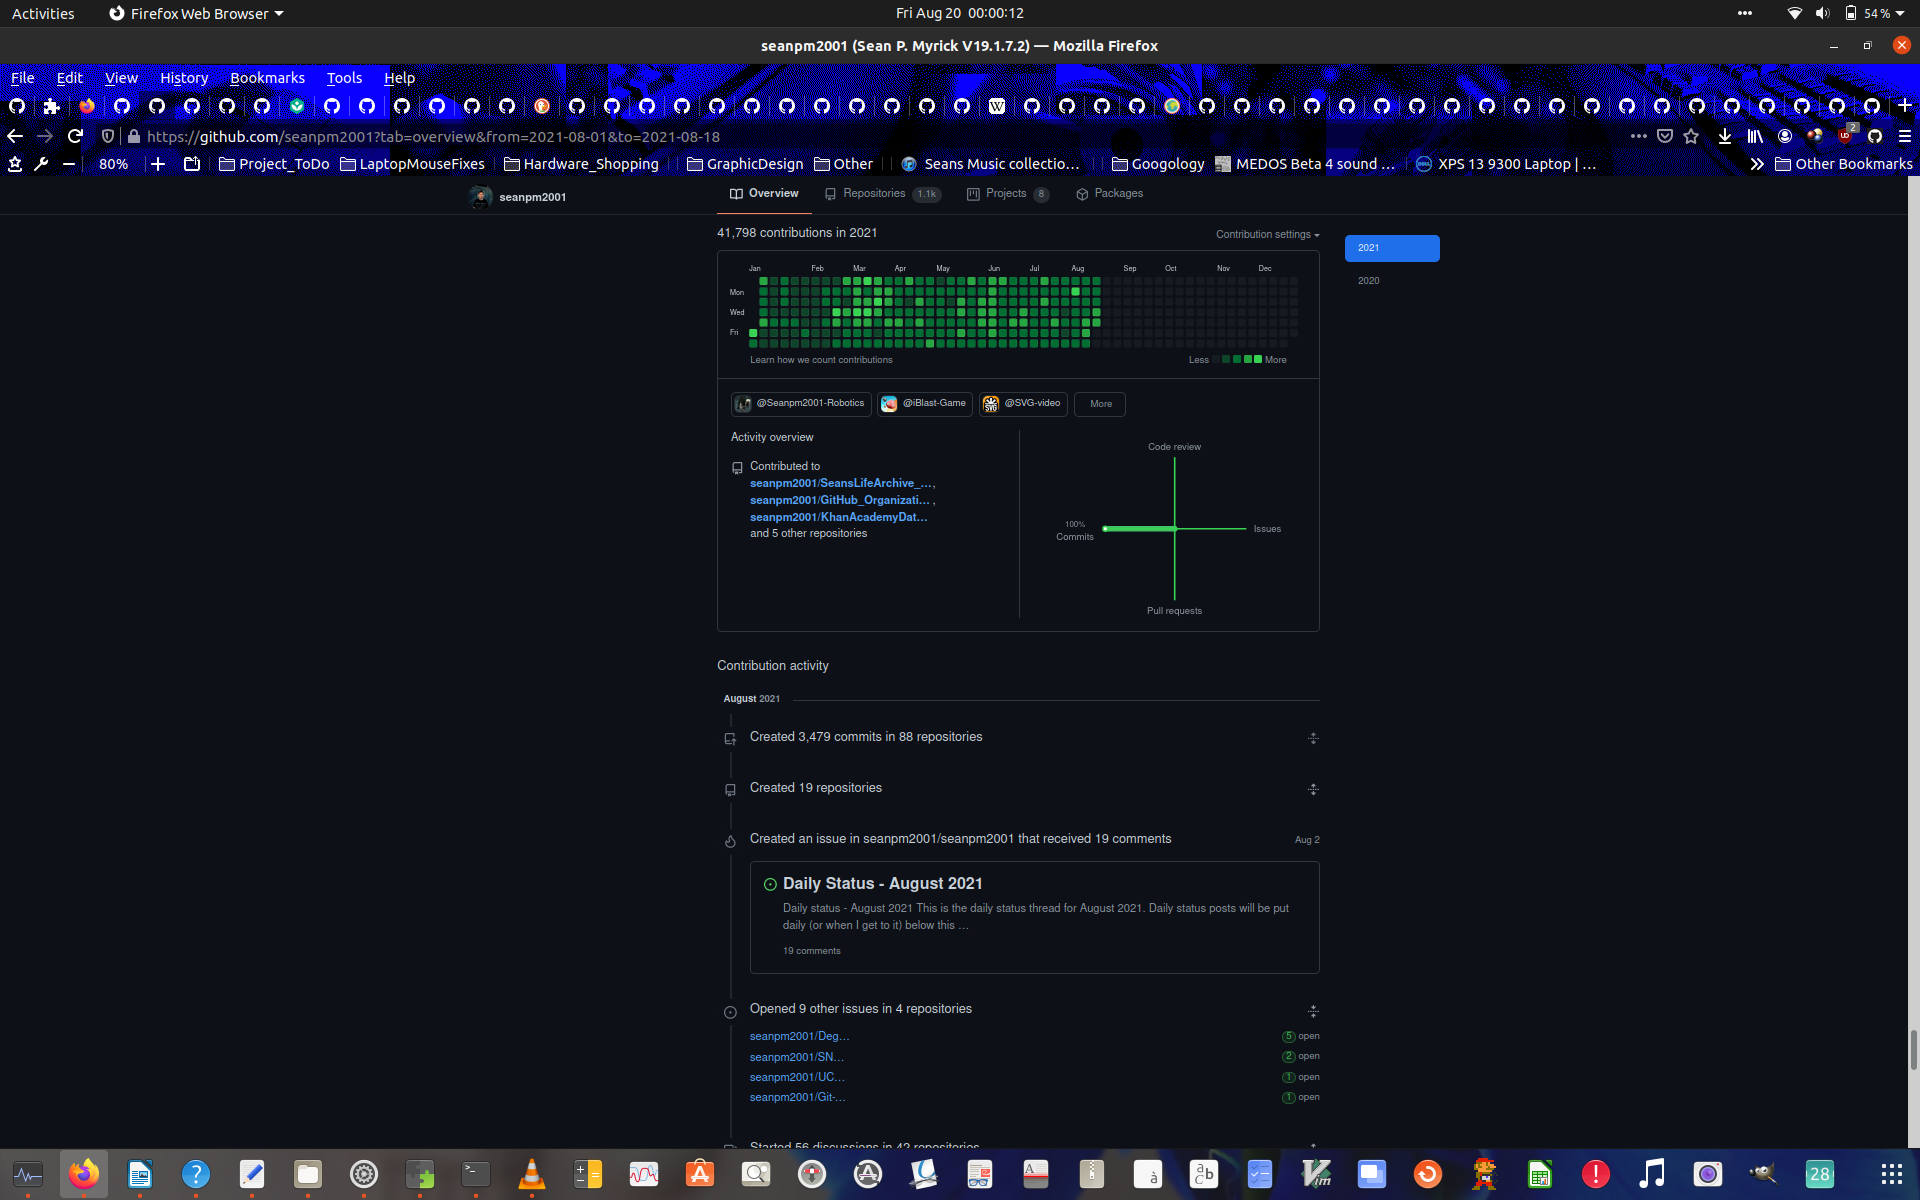 Activities
Firefox Web Browser
Fri Aug 20 00:00:12
54 %
seanpm2001 (Sean P. Myrick V19.1.7.2) — Mozilla Firefox
File Edit View History Bookmarks Tools Help
https://github.com/seanpm2001?tab=overview&from=2021-08-01&to=2021-08-18
2
80%
Project_ToDo
LaptopMouseFixes
Hardware_Shopping
GraphicDesign
Other
Seans Music collectio…
Googology
MEDOS Beta 4 sound …
XPS 13 9300 Laptop | …
Other Bookmarks
seanpm2001
Overview
Repositories 1.1k
Projects 8
Packages
41,798 contributions in 2021
Contribution settings
2021
2020
Jan Feb Mar Apr May Jun Jul Aug Sep Oct Nov Dec
Mon
Wed
Fri
Learn how we count contributions
Less
More
@Seanpm2001-Robotics
@iBlast-Game
@SVG-video
More
Activity overview
Contributed to
seanpm2001/SeansLifeArchive_…,
seanpm2001/GitHub_Organizati… ,
seanpm2001/KhanAcademyDat…
and 5 other repositories
Code review
100%
Commits
Issues
Pull requests
Contribution activity
August 2021
Created 3,479 commits in 88 repositories
Created 19 repositories
Created an issue in seanpm2001/seanpm2001 that received 19 comments
Aug 2
Daily Status - August 2021
Daily status - August 2021 This is the daily status thread for August 2021. Daily status posts will be put
daily (or when I get to it) below this …
19 comments
Opened 9 other issues in 4 repositories
seanpm2001/Deg…
5 open
seanpm2001/SN…
2 open
seanpm2001/UC…
1 open
seanpm2001/Git-…
1 open
Started 56 discussions in 42 repositories
28